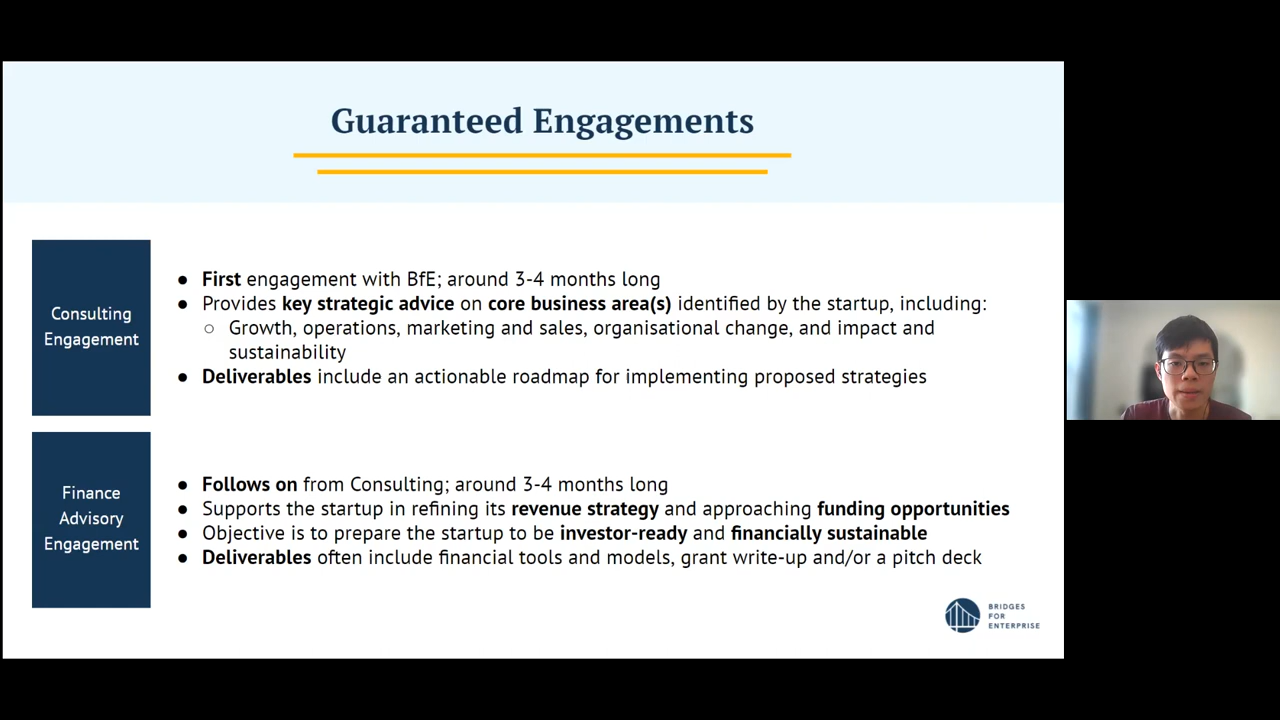 Guaranteed Engagements
Consulting
Engagement
● First engagement with BfE; around 3-4 months long
● Provides key strategic advice on core business area(s) identified by the startup, including:
○ Growth, operations, marketing and sales, organisational change, and impact and
sustainability
● Deliverables include an actionable roadmap for implementing proposed strategies
Finance
Advisory
Engagement
● Follows on from Consulting; around 3-4 months long
● Supports the startup in refining its revenue strategy and approaching funding opportunities
● Objective is to prepare the startup to be investor-ready and financially sustainable
● Deliverables often include financial tools and models, grant write-up and/or a pitch deck
BRIDGES
FOR
ENTERPRISE